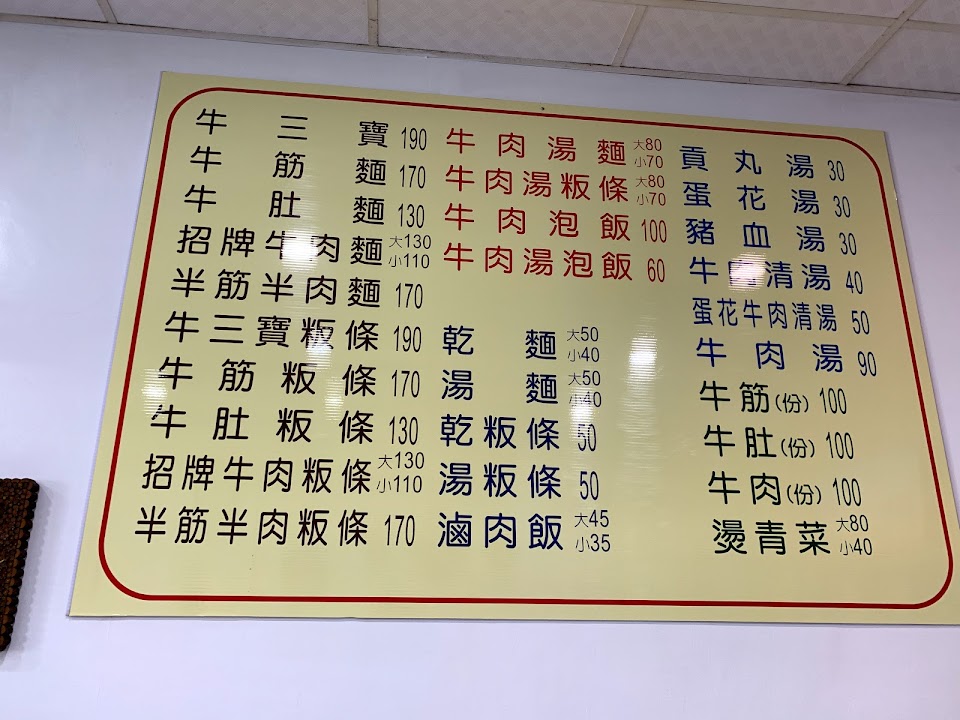 牛三寶 190
牛筋麵 170
牛肚麵 130
招牌牛肉麵 大130 小110
半筋半肉麵 170
牛三寶粄條 190
牛筋粄條 170
牛肚粄條 130
招牌牛肉粄條 大130 小110
半筋半肉粄條 170
牛肉湯麵 大80 小70
牛肉湯粄條 大80 小70
牛肉泡飯 100
牛肉湯泡飯 60
乾麵 大50 小40
湯麵 大50 小40
乾粄條 50
湯粄條 50
滷肉飯 大45 小35
貢丸湯 30
蛋花湯 30
豬血湯 30
牛肉清湯 40
蛋花牛肉清湯 50
牛肉湯 90
牛筋(份) 100
牛肚(份) 100
牛肉(份) 100
燙青菜 大80 小40